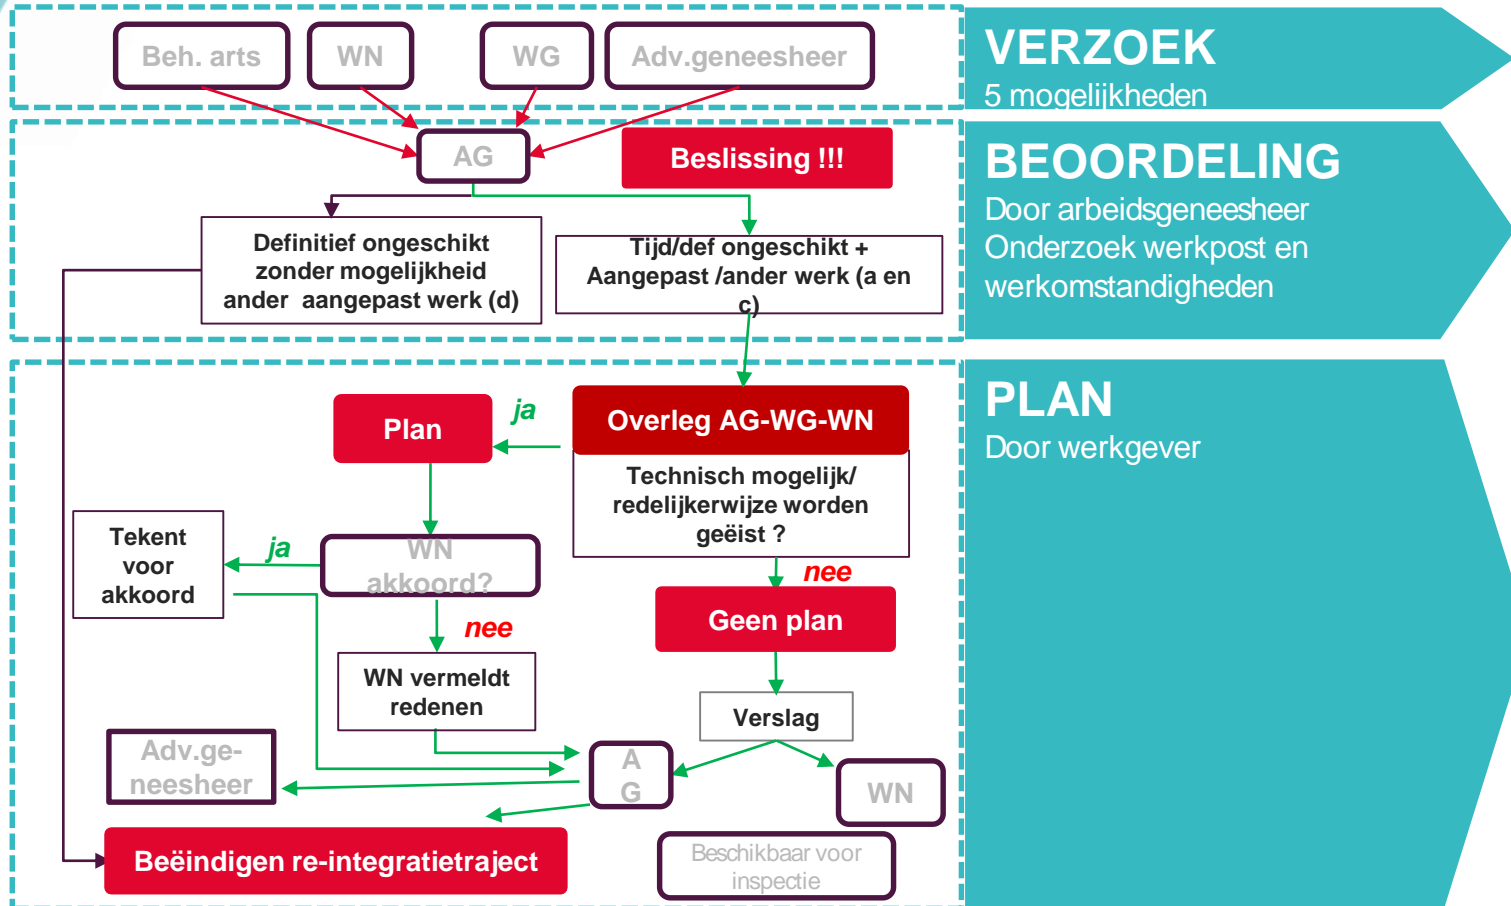 Beh. arts
WN
WG
Adv.geneesheer
VERZOEK
5 mogelijkheden
AG
Beslissing !!!
BEOORDELING
Door arbeidsgeneesheer
Onderzoek werkpost en
werkomstandigheden
Definitief ongeschikt
zonder mogelijkheid
ander aangepast werk (d)
Tijd/def ongeschikt +
Aangepast /ander werk (a en
c)
PLAN
Door werkgever
Plan
ja
Overleg AG-WG-WN
Technisch mogelijk/
redelijkerwijze worden
geëist ?
Tekent
voor
akkoord
ja
WN
akkoord?
nee
nee
Geen plan
WN vermeldt
redenen
Verslag
Adv.ge-
neesheer
A
G
WN
Beëindigen re-integratietraject
Beschikbaar voor
inspectie